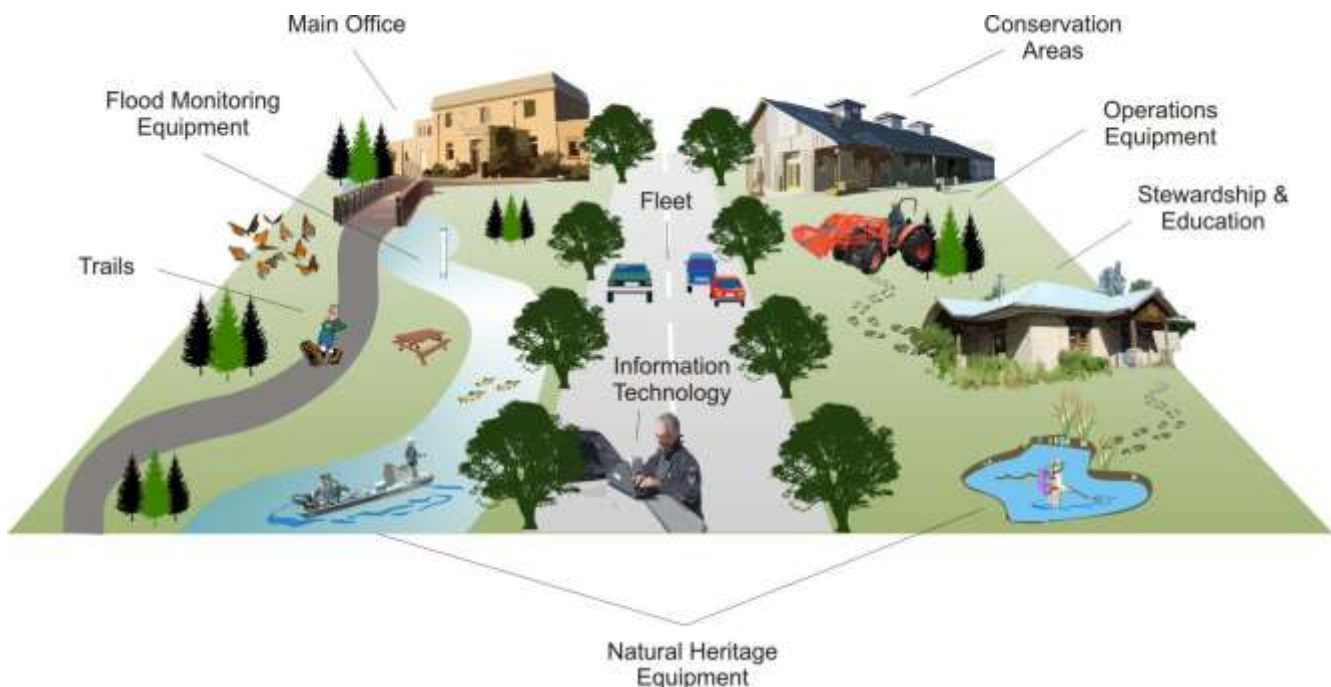 Main Office
Conservation
Areas
Flood Monitoring
Equipment
Operations
Equipment
Fleet
Stewardship &
Education
Trails
Information
Technology
Natural Heritage
Equipment